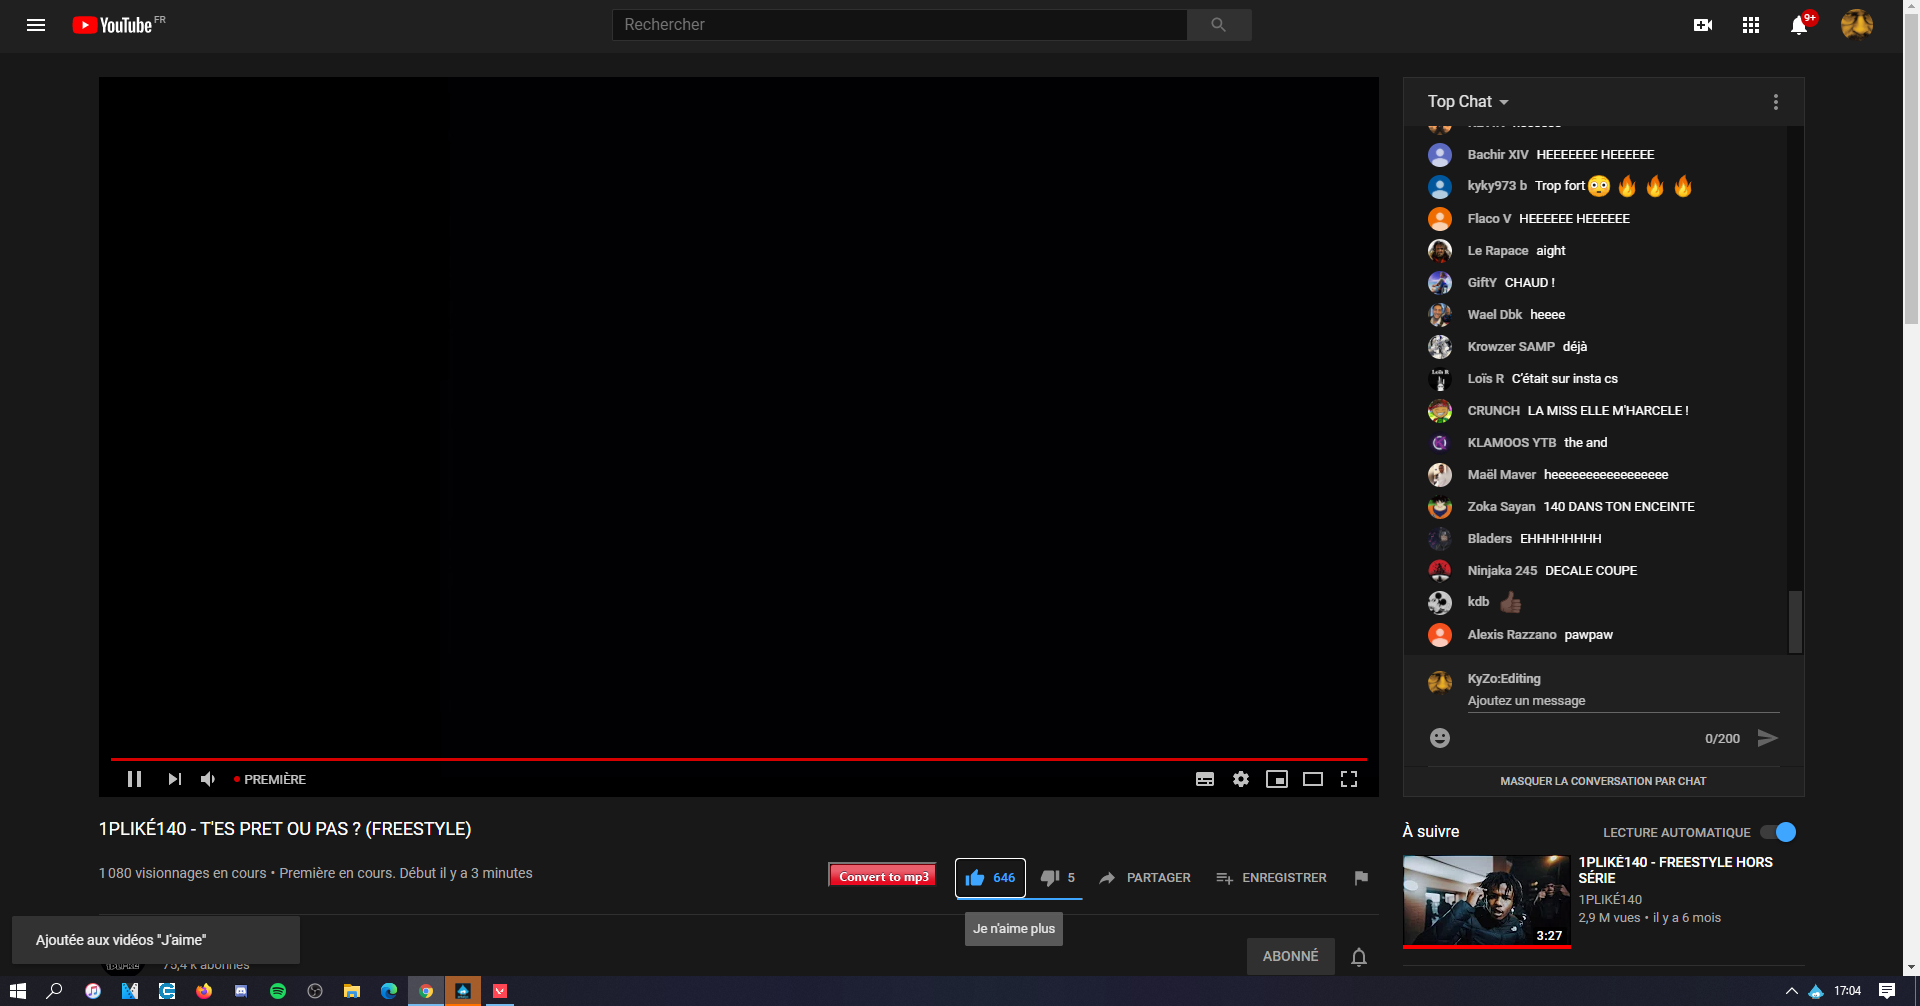 YouTube FR
Rechercher
9+
Top Chat
Bachir XIV HEEEEEEE HEEEEEE
kyky973 b Trop fort😳🔥🔥🔥
Flaco V HEEEEEE HEEEEEE
Le Rapace aight
GiftY CHAUD !
Wael Dbk heeee
Krowzer SAMP déjà
Loïs R C'était sur insta cs
CRUNCH LA MISS ELLE M'HARCELE !
KLAMOOS YTB the and
Maël Maver heeeeeeeeeeeeeeeee
Zoka Sayan 140 DANS TON ENCEINTE
Bladers EHHHHHHHH
Ninjaka 245 DECALE COUPE
kdb 👍🏿
Alexis Razzano pawpaw
KyZo:Editing
Ajoutez un message
0/200
MASQUER LA CONVERSATION PAR CHAT
PREMIÈRE
1PLIKÉ140 - T'ES PRET OU PAS ? (FREESTYLE)
1 080 visionnages en cours • Première en cours. Début il y a 3 minutes
Convert to mp3
646
5
PARTAGER
ENREGISTRER
Je n'aime plus
Ajoutée aux vidéos "J'aime"
75,4 k abonnés
ABONNÉ
À suivre
LECTURE AUTOMATIQUE
1PLIKÉ140 - FREESTYLE HORS
SÉRIE
1PLIKÉ140
2,9 M vues • il y a 6 mois
3:27
17:04